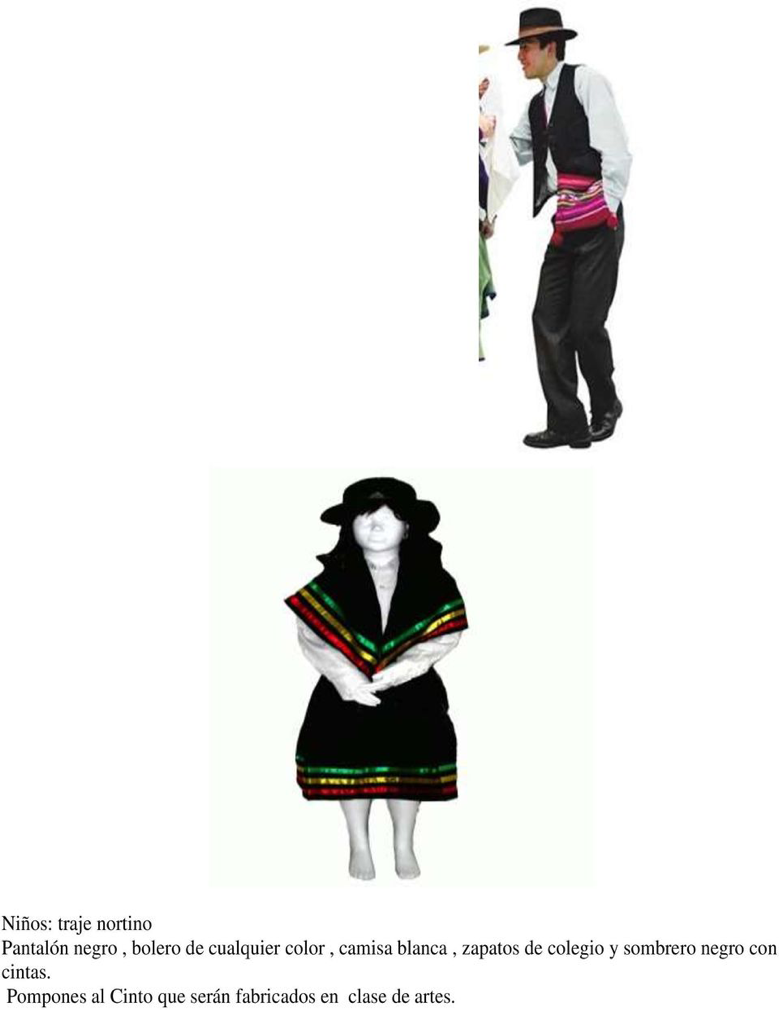 Niños: traje nortino
Pantalón negro , bolero de cualquier color , camisa blanca , zapatos de colegio y sombrero negro con
cintas.
Pompones al Cinto que serán fabricados en  clase de artes.